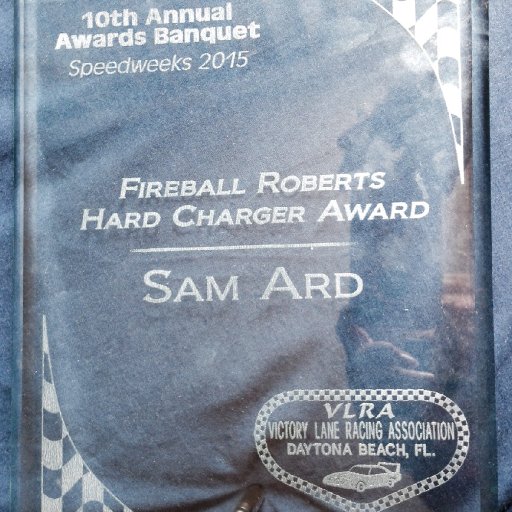 10th Annual
Awards Banquet
Speedweeks 2015
FIREBALL ROBERTS
HARD CHARGER AWARD
SAM ARD
VLRA
VICTORY LANE RACING ASSOCIATION
DAYTONA BEACH, FL.